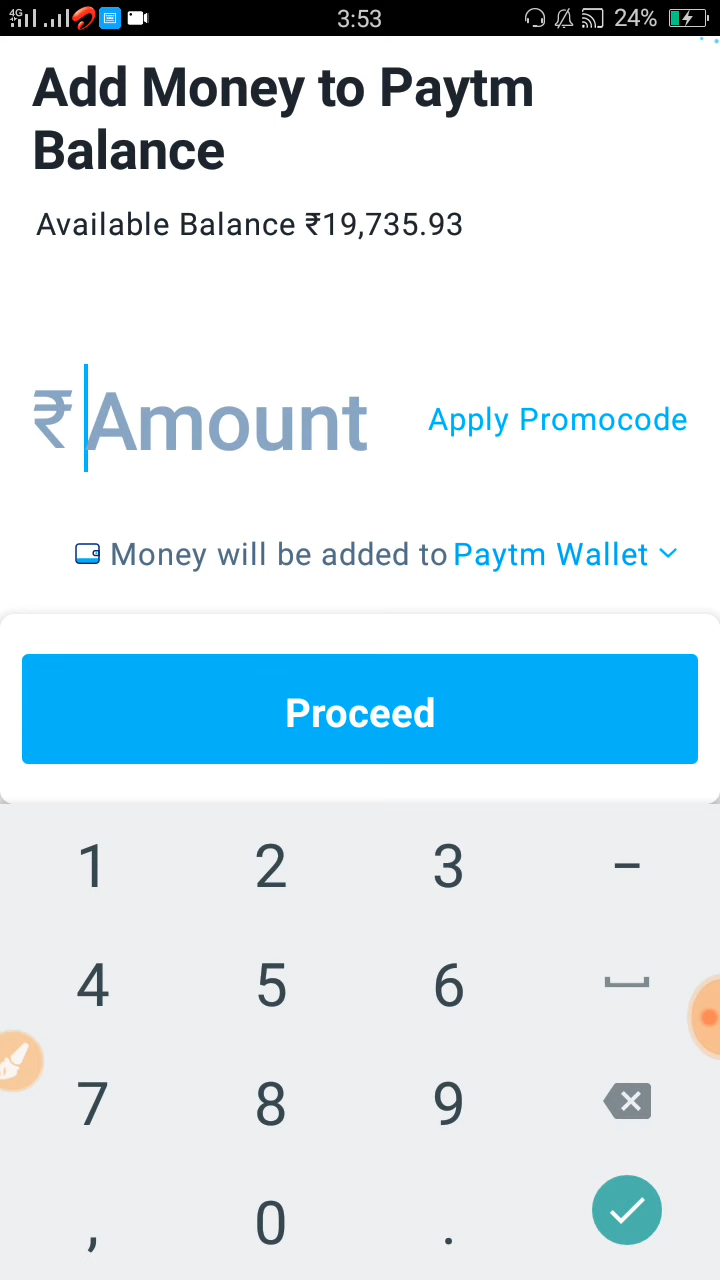 4G 3:53 24%
Add Money to Paytm
Balance
Available Balance ₹19,735.93
₹ Amount Apply Promocode
Money will be added to Paytm Wallet
Proceed
1 2 3 –
4 5 6
7 8 9
, 0 .